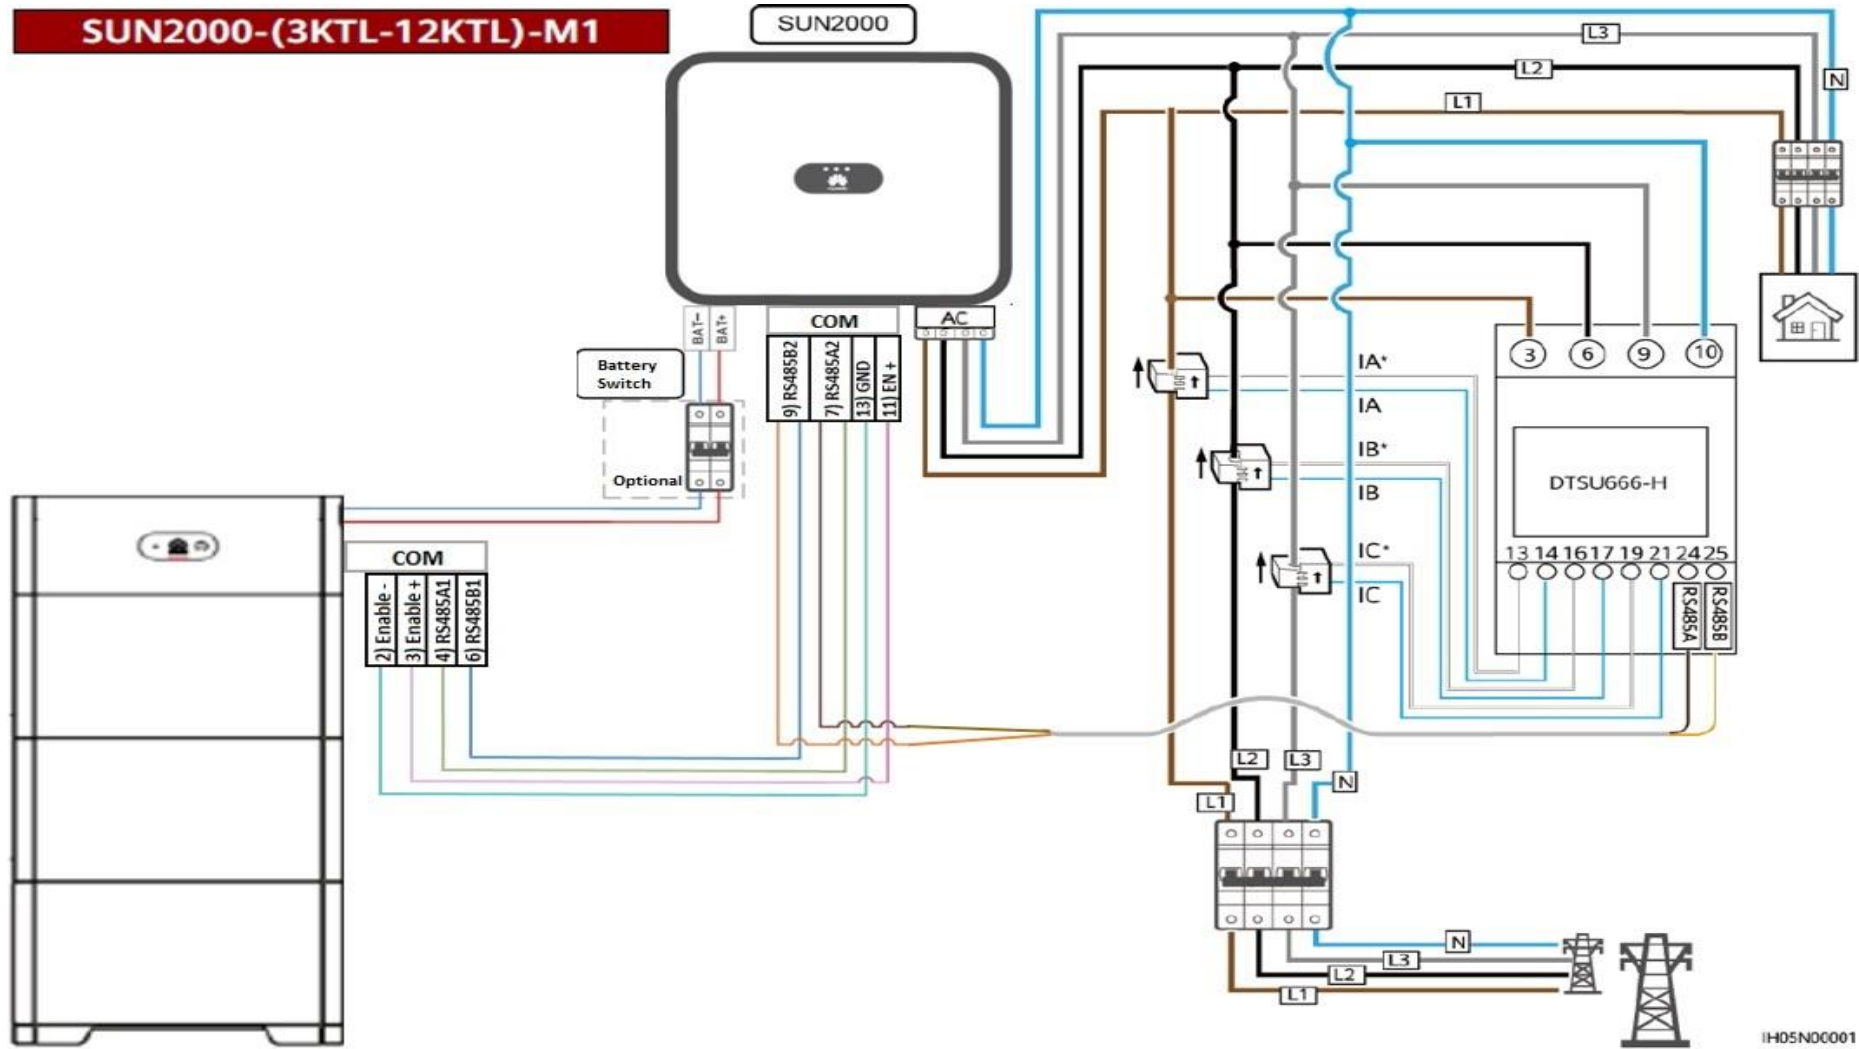 SUN2000-(3KTL-12KTL)-M1
SUN2000
L3
L2
N
L1
BAT−
BAT+
COM
AC
9) RS485B2
7) RS485A2
13) GND
11) EN +
Battery
Switch
Optional
3
6
9
10
IA*
IA
IB*
IB
IC*
IC
DTSU666-H
13 14 16 17 19 21 24 25
RS485A
RS485B
COM
2) Enable -
3) Enable +
4) RS485A1
6) RS485B1
L2
L3
N
L1
N
L3
L2
L1
IH05N00001